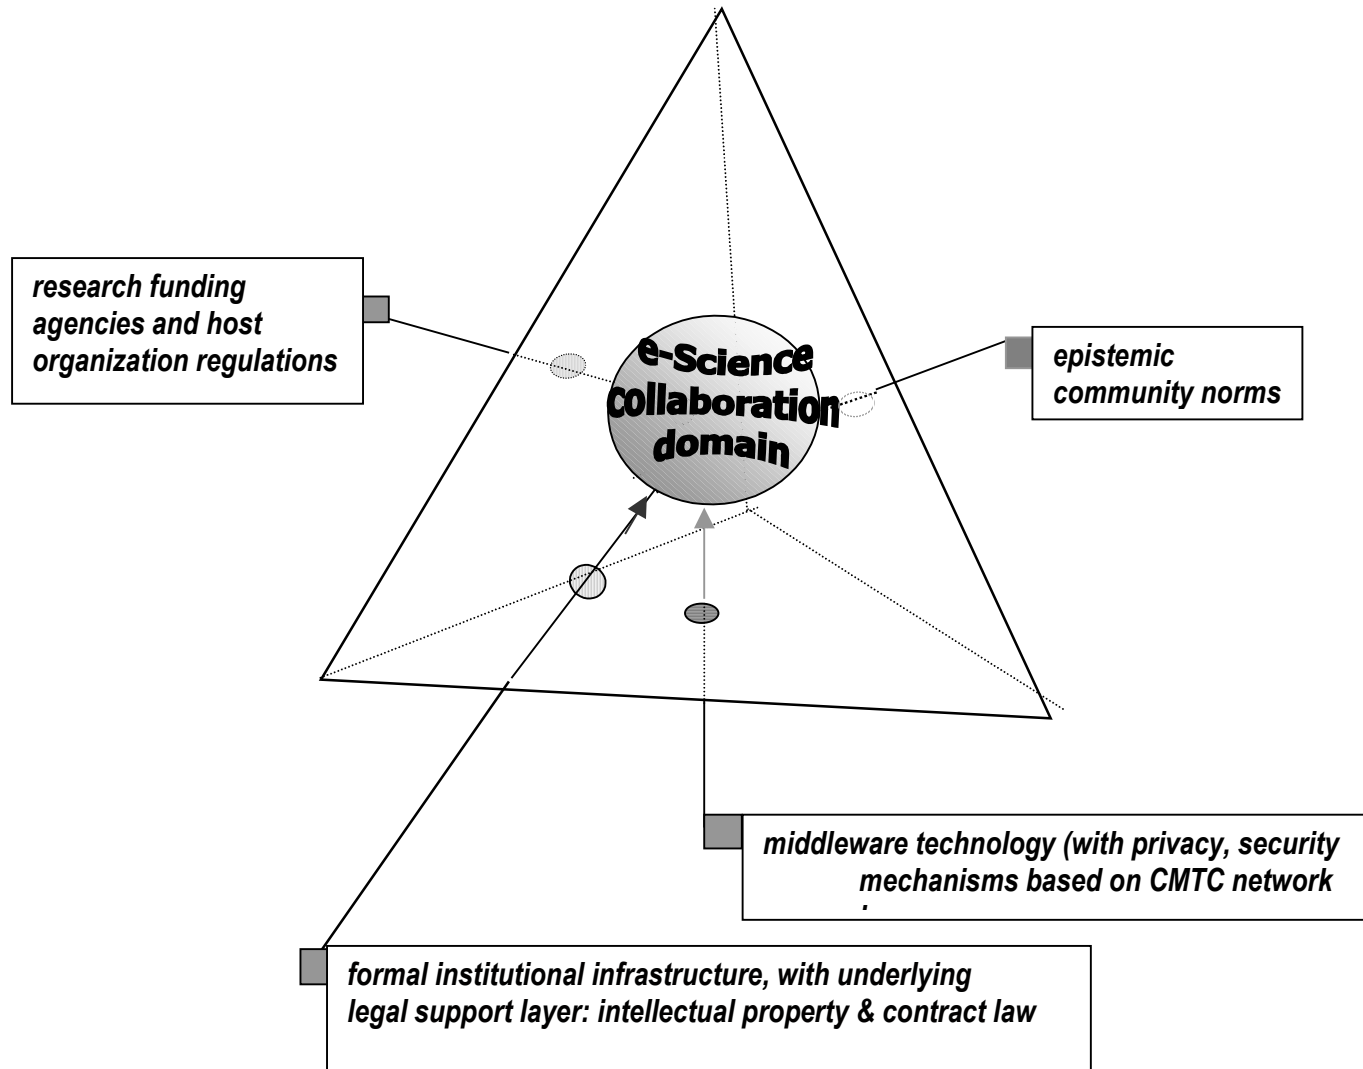 e-Science
collaboration
domain
research funding
agencies and host
organization regulations
epistemic
community norms
middleware technology (with privacy, security
mechanisms based on CMTC network
formal institutional infrastructure, with underlying
legal support layer: intellectual property & contract law